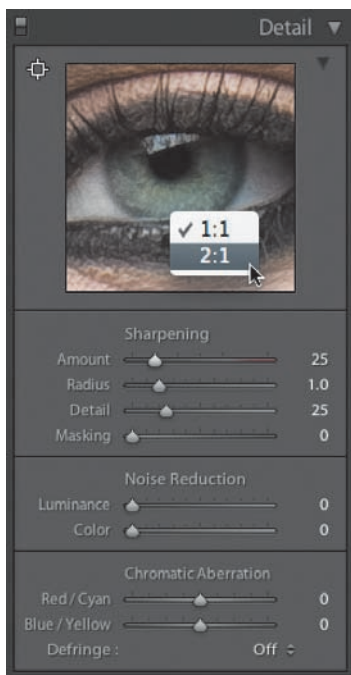 Detail
1:1
2:1
Sharpening
Amount 25
Radius 1.0
Detail 25
Masking 0
Noise Reduction
Luminance 0
Color 0
Chromatic Aberration
Red / Cyan 0
Blue / Yellow 0
Defringe : Off